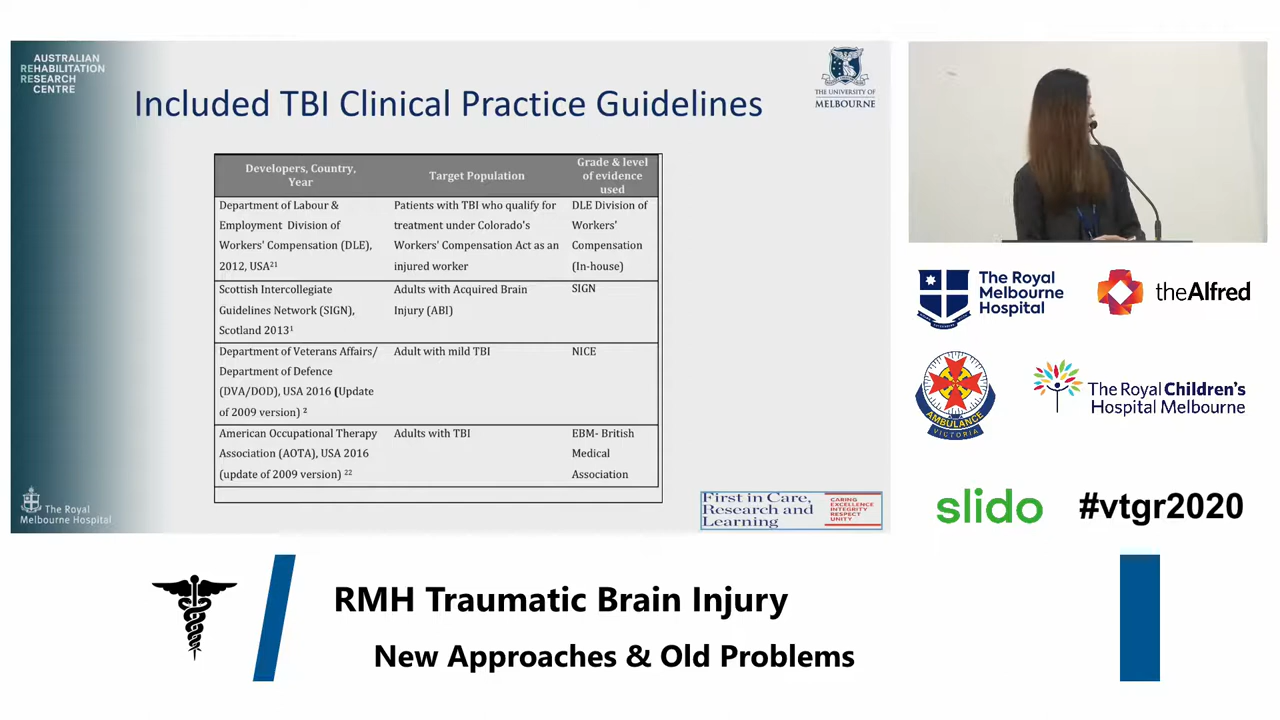 AUSTRALIAN
REHABILITATION
RESEARCH
CENTRE
THE UNIVERSITY OF
MELBOURNE
Included TBI Clinical Practice Guidelines
Developers, Country,
Year
Target Population
Grade & level
of evidence
used
Department of Labour &
Employment Division of
Workers' Compensation (DLE),
2012, USA21
Patients with TBI who qualify for
treatment under Colorado's
Workers' Compensation Act as an
injured worker
DLE Division of
Workers'
Compensation
(In-house)
Scottish Intercollegiate
Guidelines Network (SIGN),
Scotland 20131
Adults with Acquired Brain
Injury (ABI)
SIGN
Department of Veterans Affairs/
Department of Defence
(DVA/DOD), USA 2016 (Update
of 2009 version) 2
Adult with mild TBI
NICE
American Occupational Therapy
Association (AOTA), USA 2016
(update of 2009 version) 22
Adults with TBI
EBM- British
Medical
Association
The Royal
Melbourne Hospital
First in Care,
Research and
Learning
CARING
EXCELLENCE
INTEGRITY
RESPECT
UNITY
The Royal
Melbourne
Hospital
theAlfred
AMBULANCE
VICTORIA
The Royal Children's
Hospital Melbourne
slido
#vtgr2020
RMH Traumatic Brain Injury
New Approaches & Old Problems